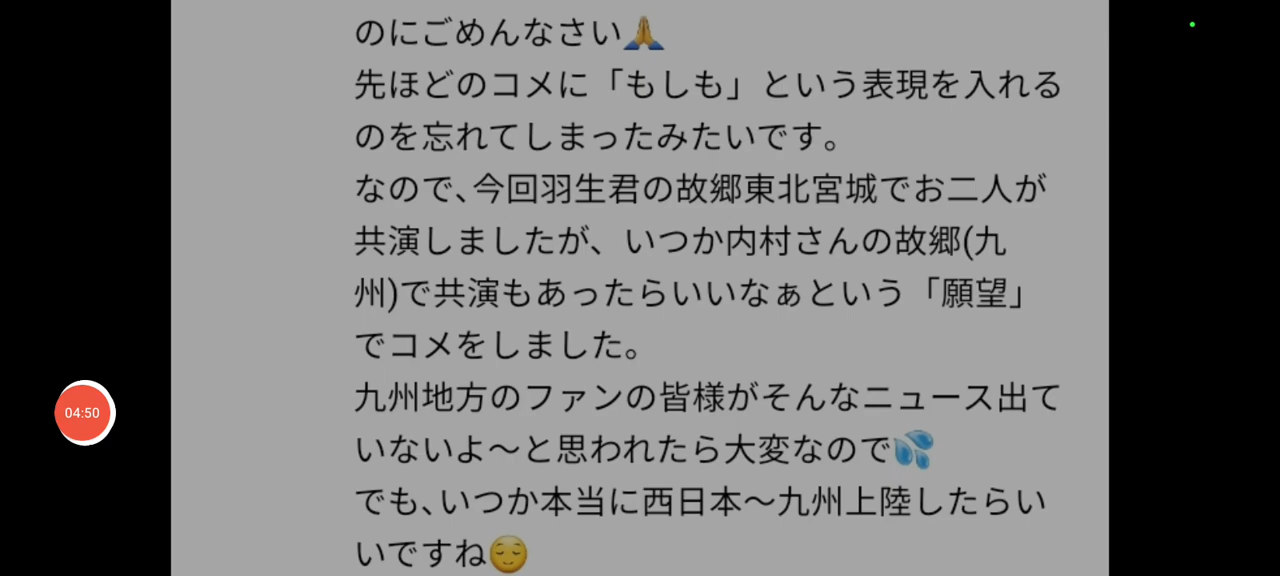 のにごめんなさい🙏
先ほどのコメに「もしも」という表現を入れる
のを忘れてしまったみたいです。
なので、今回羽生君の故郷東北宮城でお二人が
共演しましたが、いつか内村さんの故郷(九
州)で共演もあったらいいなぁという「願望」
でコメをしました。
九州地方のファンの皆様がそんなニュース出て
いないよ〜と思われたら大変なので💦
でも、いつか本当に西日本〜九州上陸したらい
いですね😌
04:50